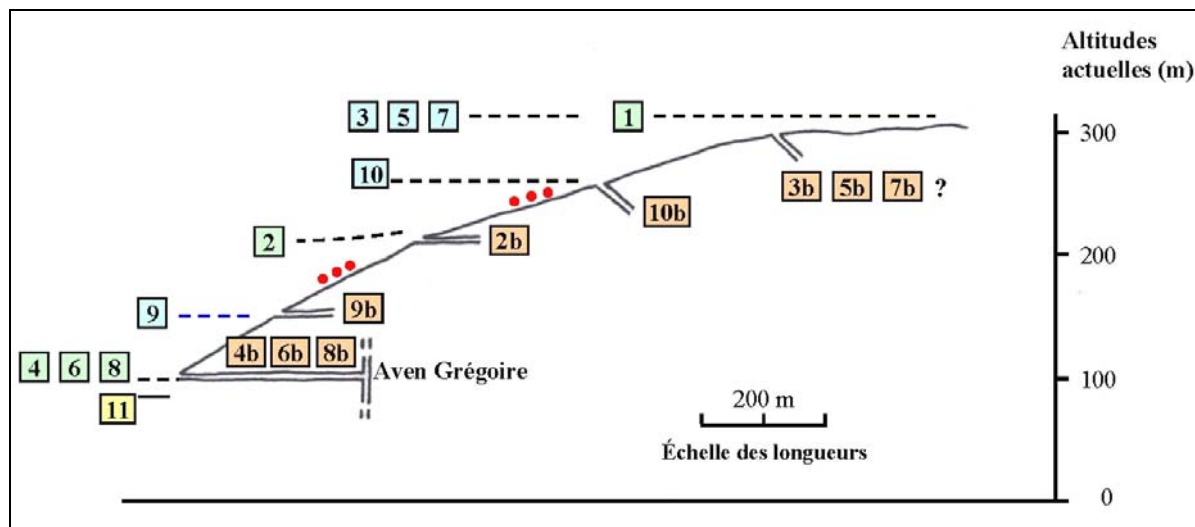 Altitudes
actuelles (m)
3 5 7
1
300
3b 5b 7b ?
10
10b
2
2b
200
9
9b
4b 6b 8b
4 6 8
Aven Grégoire
100
11
200 m
Échelle des longueurs
0